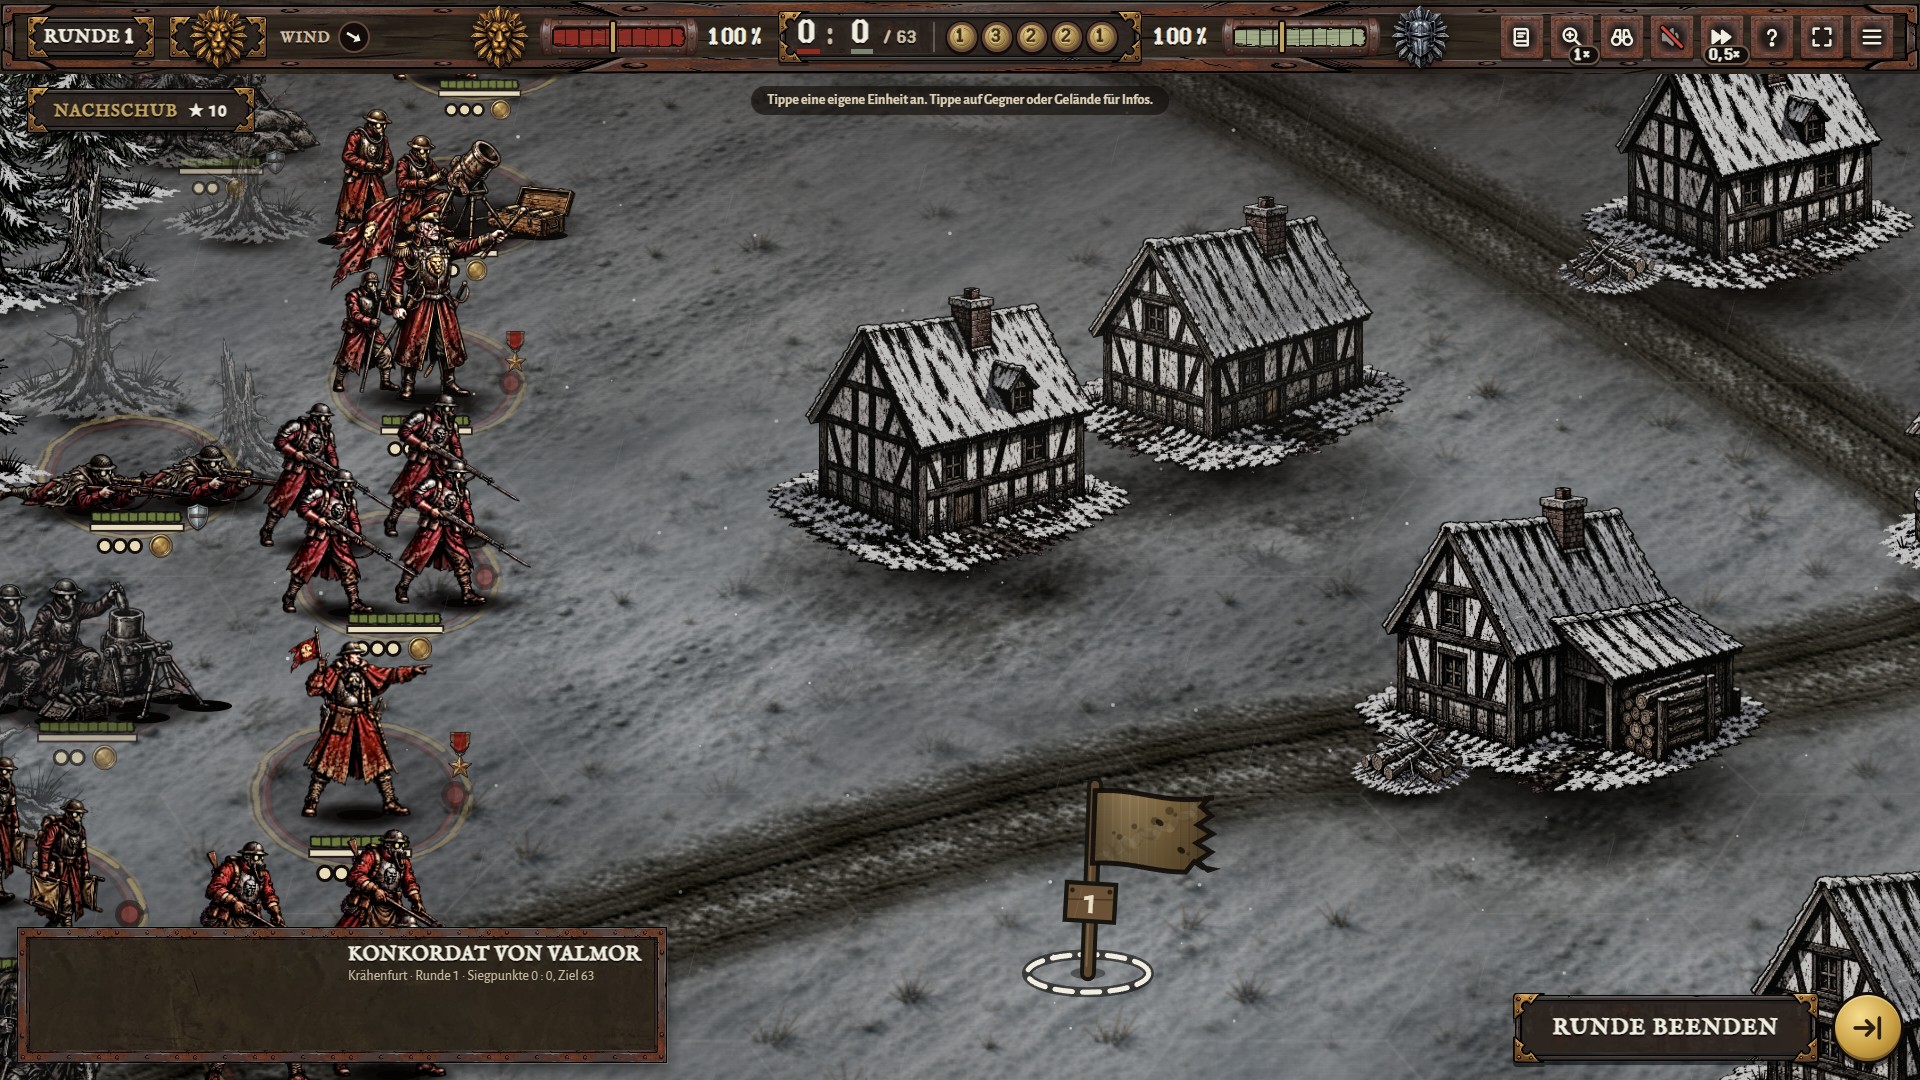 RUNDE 1
WIND
100%
0 : 0 / 63
1 3 2 2 1
100%
1×
0,5×
?
NACHSCHUB ★ 10
Tippe eine eigene Einheit an. Tippe auf Gegner oder Gelände für Infos.
1
KONKORDAT VON VALMOR
Krähenfurt · Runde 1 · Siegpunkte 0 : 0, Ziel 63
RUNDE BEENDEN